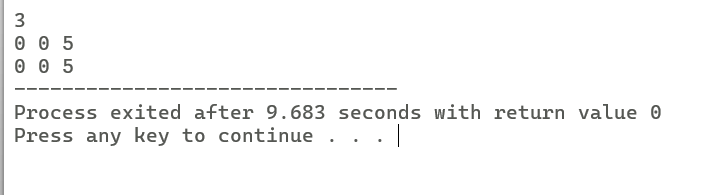 3
0 0 5
0 0 5
--------------------------------
Process exited after 9.683 seconds with return value 0
Press any key to continue . . .